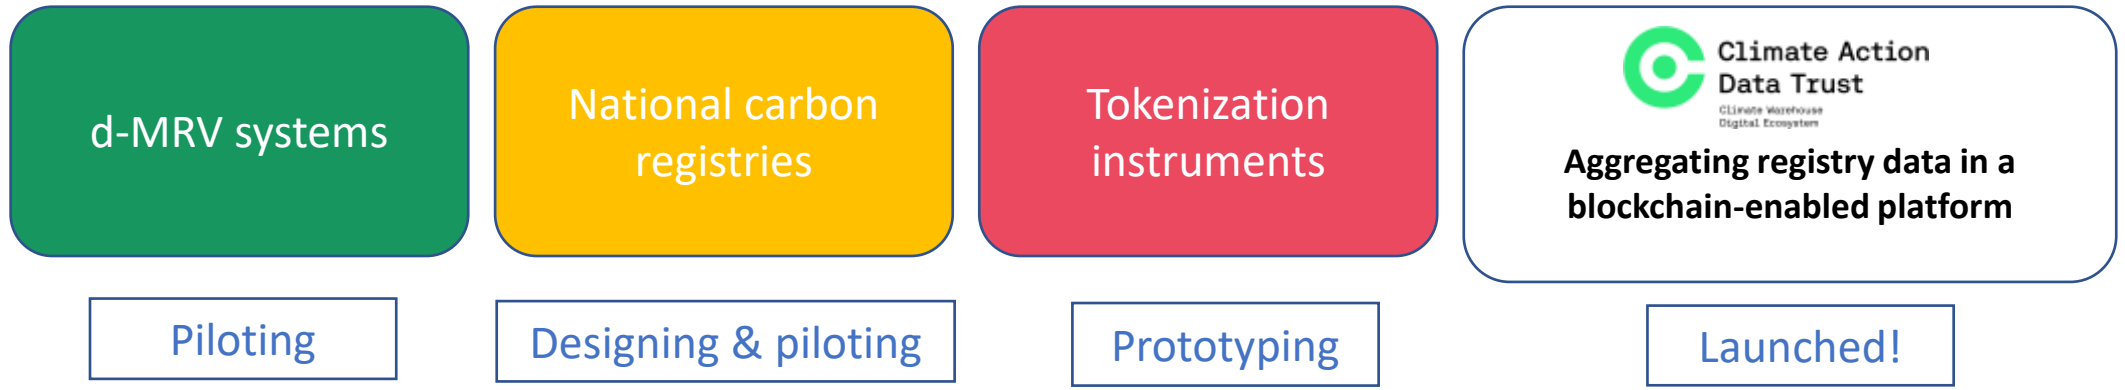 d-MRV systems
National carbon
registries
Tokenization
instruments
Climate Action
Data Trust
Climate Warehouse
Digital Ecosystem
Aggregating registry data in a
blockchain-enabled platform
Piloting
Designing & piloting
Prototyping
Launched!